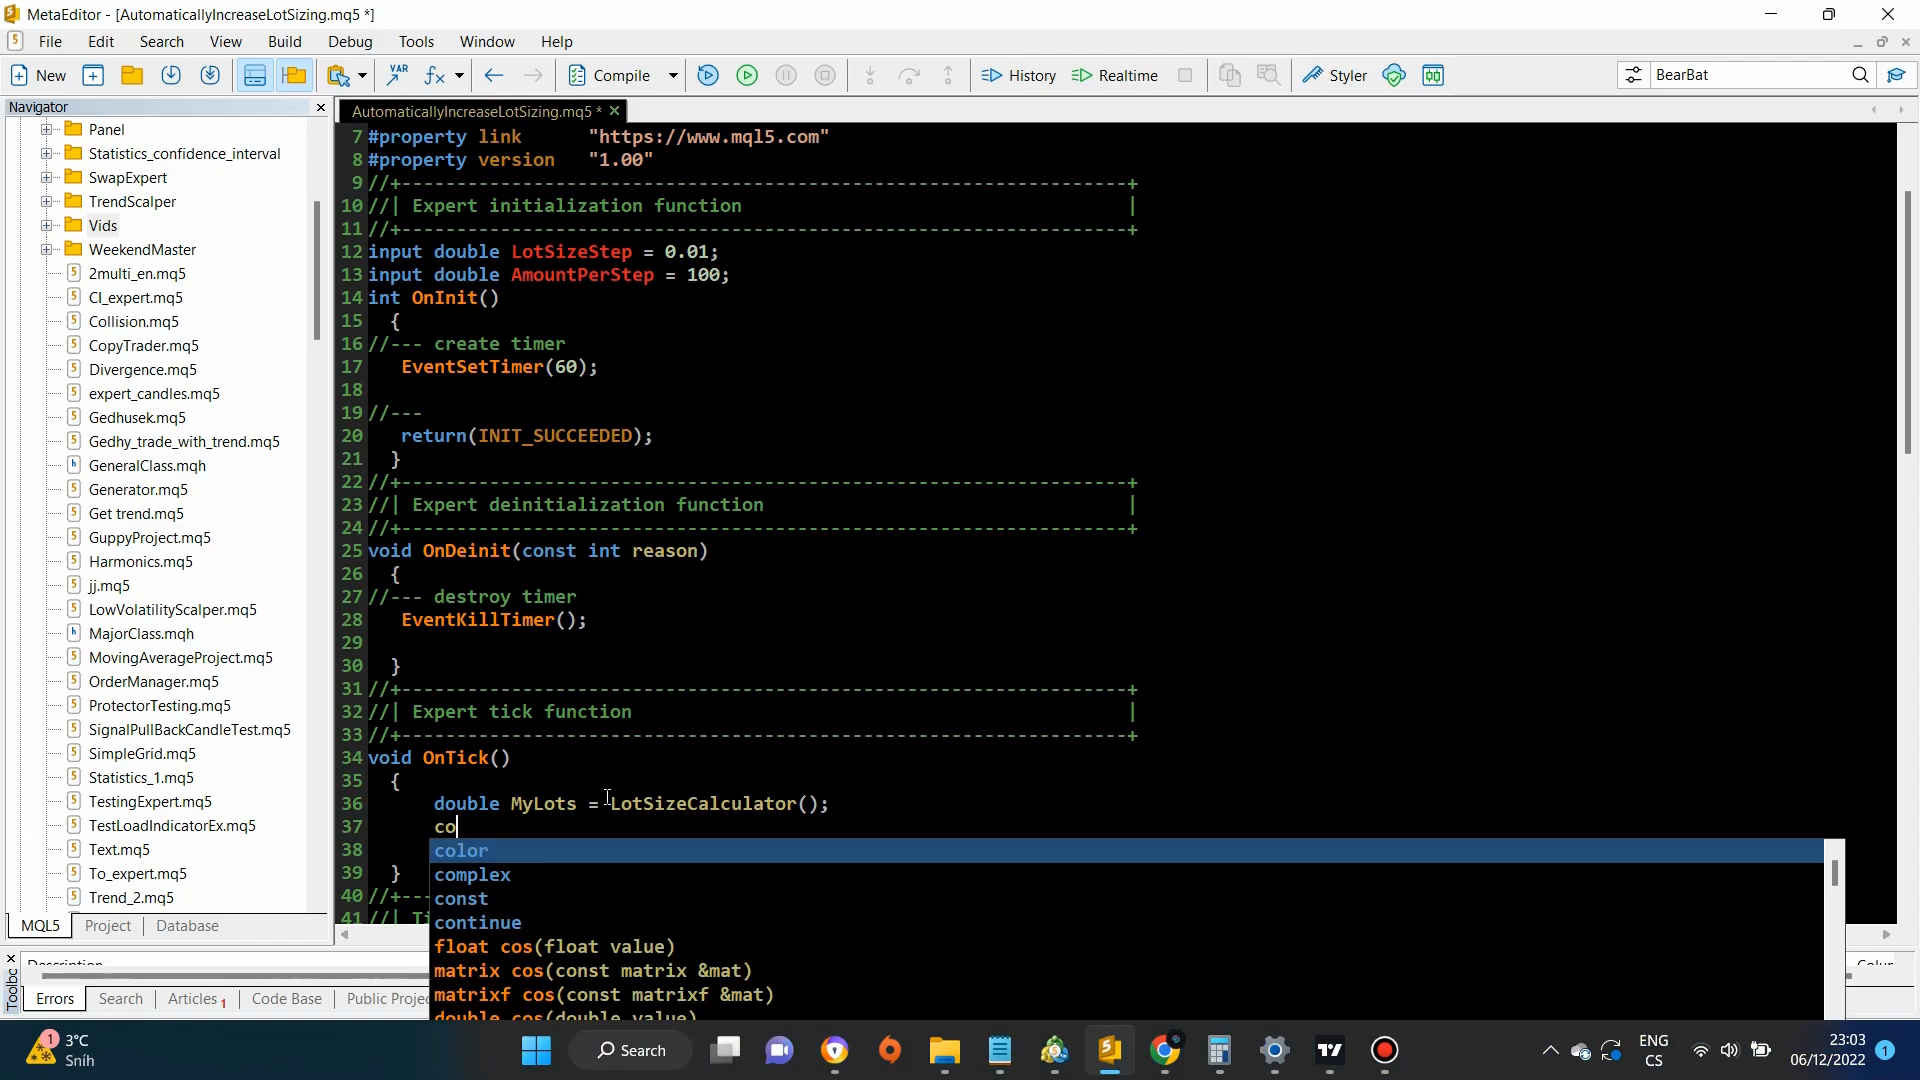 MetaEditor - [AutomaticallyIncreaseLotSizing.mq5 *]
File Edit Search View Build Debug Tools Window Help
New VAR Compile History Realtime Styler BearBat
Navigator
AutomaticallyIncreaseLotSizing.mq5 *
Panel
Statistics_confidence_interval
SwapExpert
TrendScalper
Vids
WeekendMaster
2multi_en.mq5
CI_expert.mq5
Collision.mq5
CopyTrader.mq5
Divergence.mq5
expert_candles.mq5
Gedhusek.mq5
Gedhy_trade_with_trend.mq5
GeneralClass.mqh
Generator.mq5
Get trend.mq5
GuppyProject.mq5
Harmonics.mq5
jj.mq5
LowVolatilityScalper.mq5
MajorClass.mqh
MovingAverageProject.mq5
OrderManager.mq5
ProtectorTesting.mq5
SignalPullBackCandleTest.mq5
SimpleGrid.mq5
Statistics_1.mq5
TestingExpert.mq5
TestLoadIndicatorEx.mq5
Text.mq5
To_expert.mq5
Trend_2.mq5
MQL5 Project Database
7 #property link "https://www.mql5.com"
8 #property version "1.00"
9 //+------------------------------------------------------------------+
10 //| Expert initialization function |
11 //+------------------------------------------------------------------+
12 input double LotSizeStep = 0.01;
13 input double AmountPerStep = 100;
14 int OnInit()
15 {
16 //--- create timer
17 EventSetTimer(60);
18
19 //---
20 return(INIT_SUCCEEDED);
21 }
22 //+------------------------------------------------------------------+
23 //| Expert deinitialization function |
24 //+------------------------------------------------------------------+
25 void OnDeinit(const int reason)
26 {
27 //--- destroy timer
28 EventKillTimer();
29
30 }
31 //+------------------------------------------------------------------+
32 //| Expert tick function |
33 //+------------------------------------------------------------------+
34 void OnTick()
35 {
36 double MyLots = LotSizeCalculator();
37 co
38
39 }
40 //+---
41 //| Ti
color
complex
const
continue
float cos(float value)
matrix cos(const matrix &mat)
matrixf cos(const matrixf &mat)
double cos(double value)
Description
Errors Search Articles 1 Code Base Public Projec
3°C
Sníh
Search
ENG
CS
23:03
06/12/2022
1